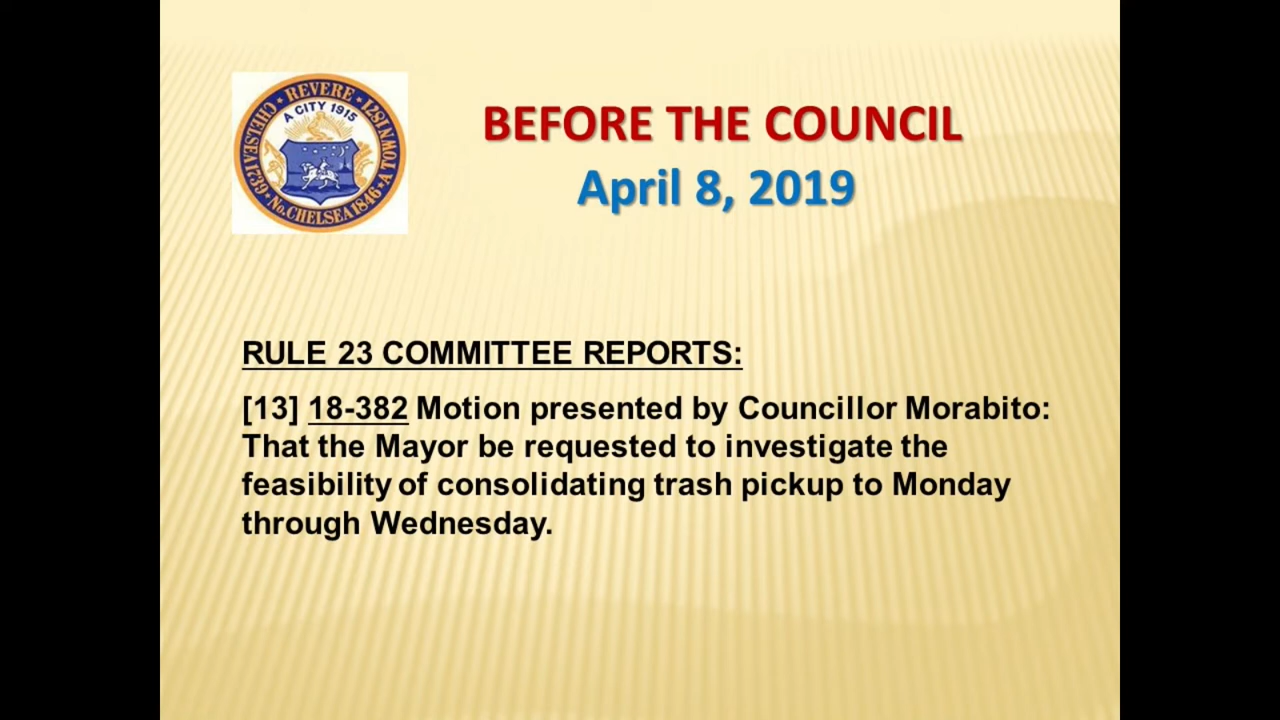 REVERE
A CITY 1915
CHELSEA 1739
A TOWN 1871
No. CHELSEA 1846
BEFORE THE COUNCIL
April 8, 2019
RULE 23 COMMITTEE REPORTS:
[13] 18-382 Motion presented by Councillor Morabito:
That the Mayor be requested to investigate the
feasibility of consolidating trash pickup to Monday
through Wednesday.